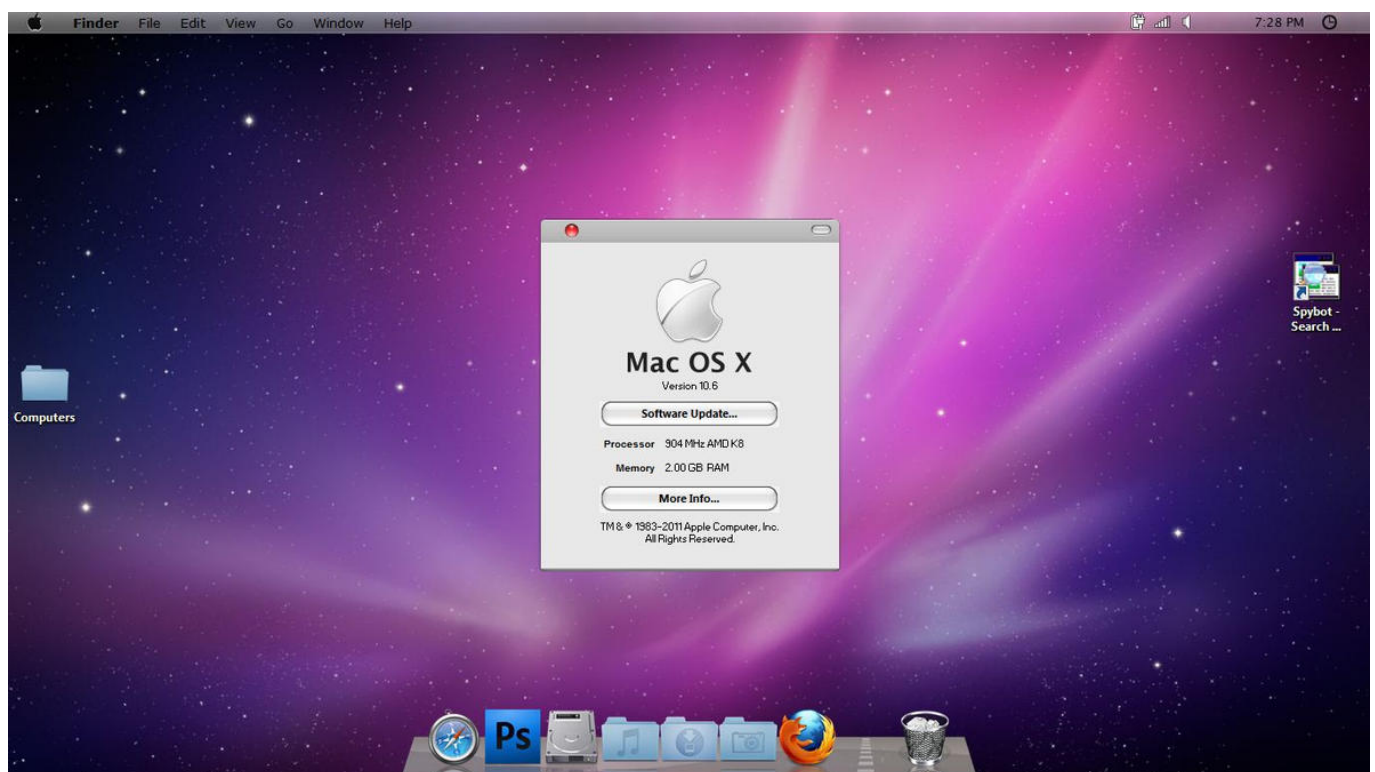 Finder File Edit View Go Window Help 7:28 PM
Mac OS X
Version 10.6
Software Update...
Processor 904 MHz AMD K8
Memory 2.00 GB RAM
More Info...
TM & ® 1983-2011 Apple Computer, Inc.
All Rights Reserved.
Spybot -
Search ...
Computers
Ps